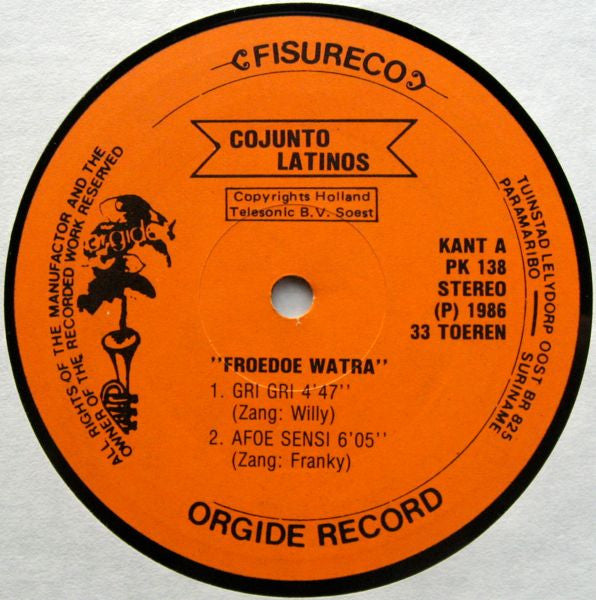 FISURECO
COJUNTO
LATINOS
Copyrights Holland
Telesonic B.V. Soest
ALL RIGHTS OF THE MANUFACTOR AND THE
OWNER OF THE RECORDED WORK RESERVED
orgide
KANT A
PK 138
STEREO
(P) 1986
33 TOEREN
TUINSTAD LELYDORP OOST BR 825
PARAMARIBO — SURINAME
"FROEDOE WATRA"
1. GRI GRI 4'47"
(Zang: Willy)
2. AFOE SENSI 6'05"
(Zang: Franky)
ORGIDE RECORD